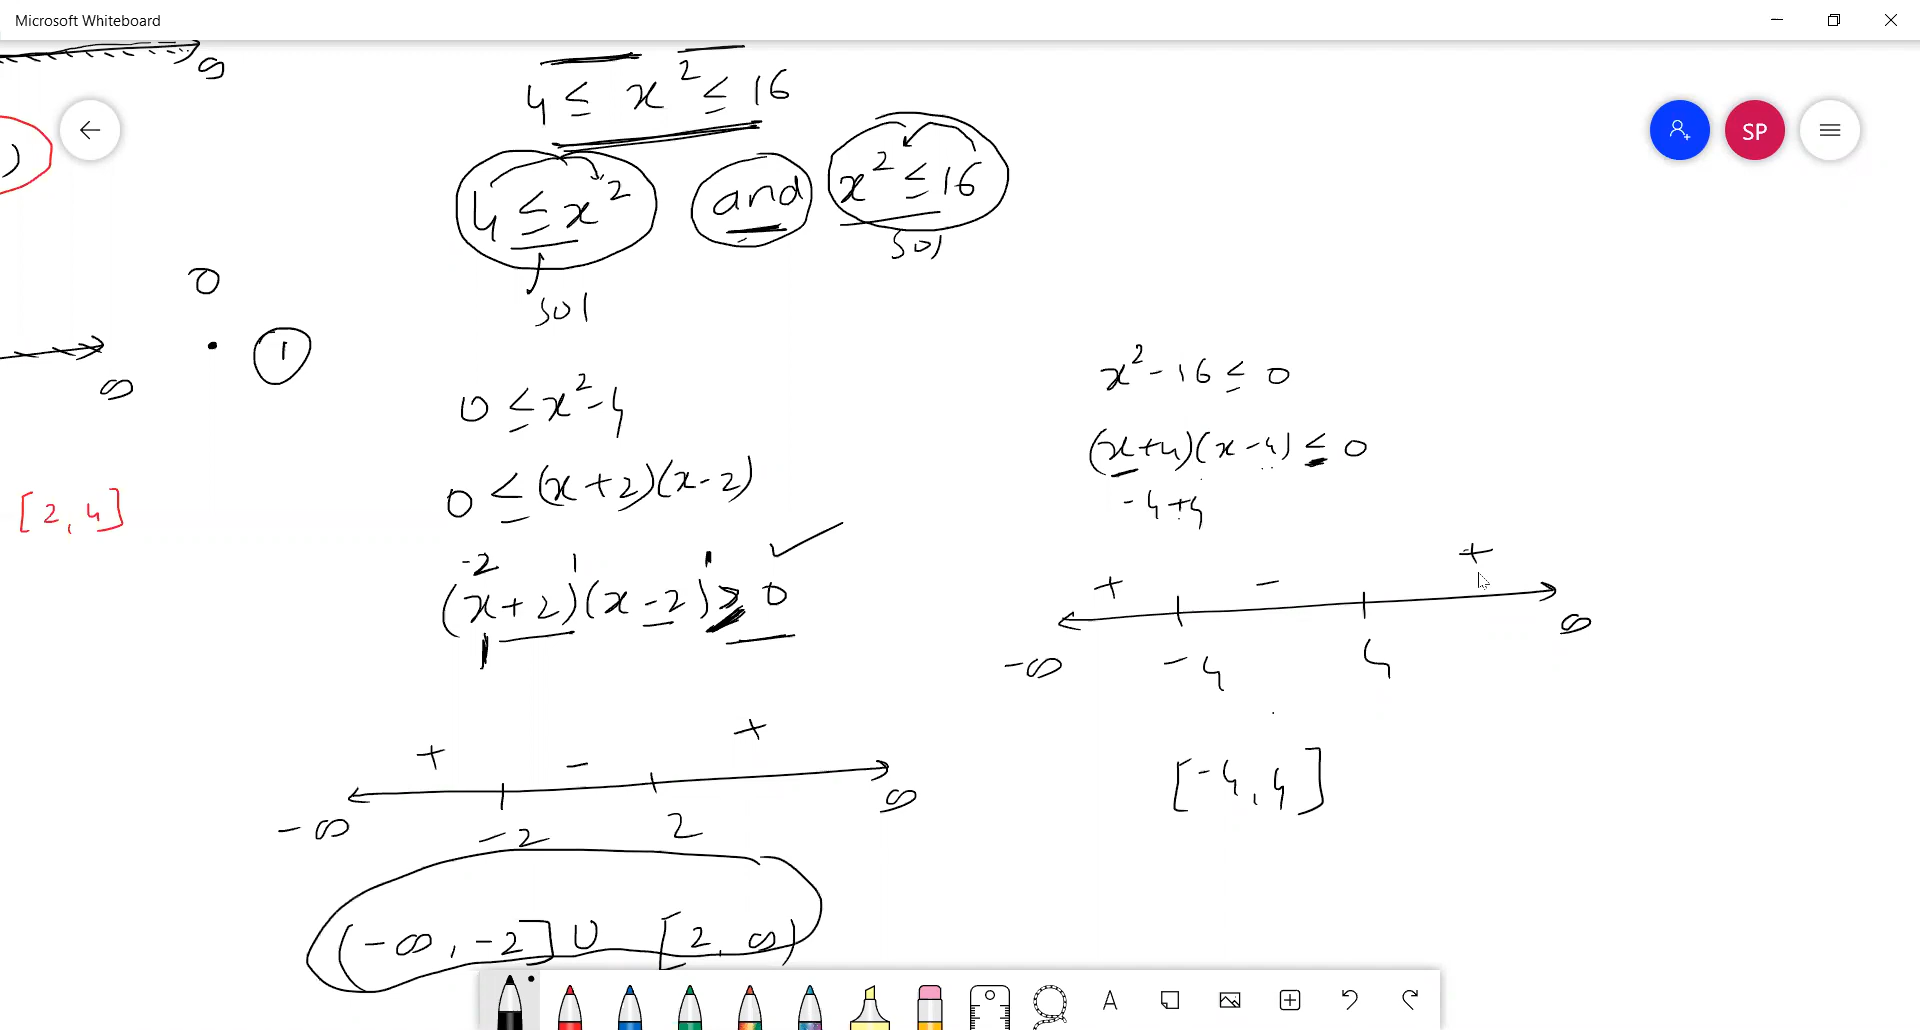 Microsoft Whiteboard
∞
4 ≤ x² ≤ 16
)
SP
4 ≤ x² and x² ≤ 16
sol
sol
0
1
∞
x² - 16 ≤ 0
0 ≤ x² - 4
(x+4)(x-4) ≤ 0
-4 +4
0 ≤ (x+2)(x-2)
[2, 4]
-2
(x+2)(x-2) ≥ 0
+ - +
-∞ -4 4 ∞
+ - +
-∞ -2 2 ∞
[-4, 4]
(-∞, -2] ∪ [2, ∞)
A